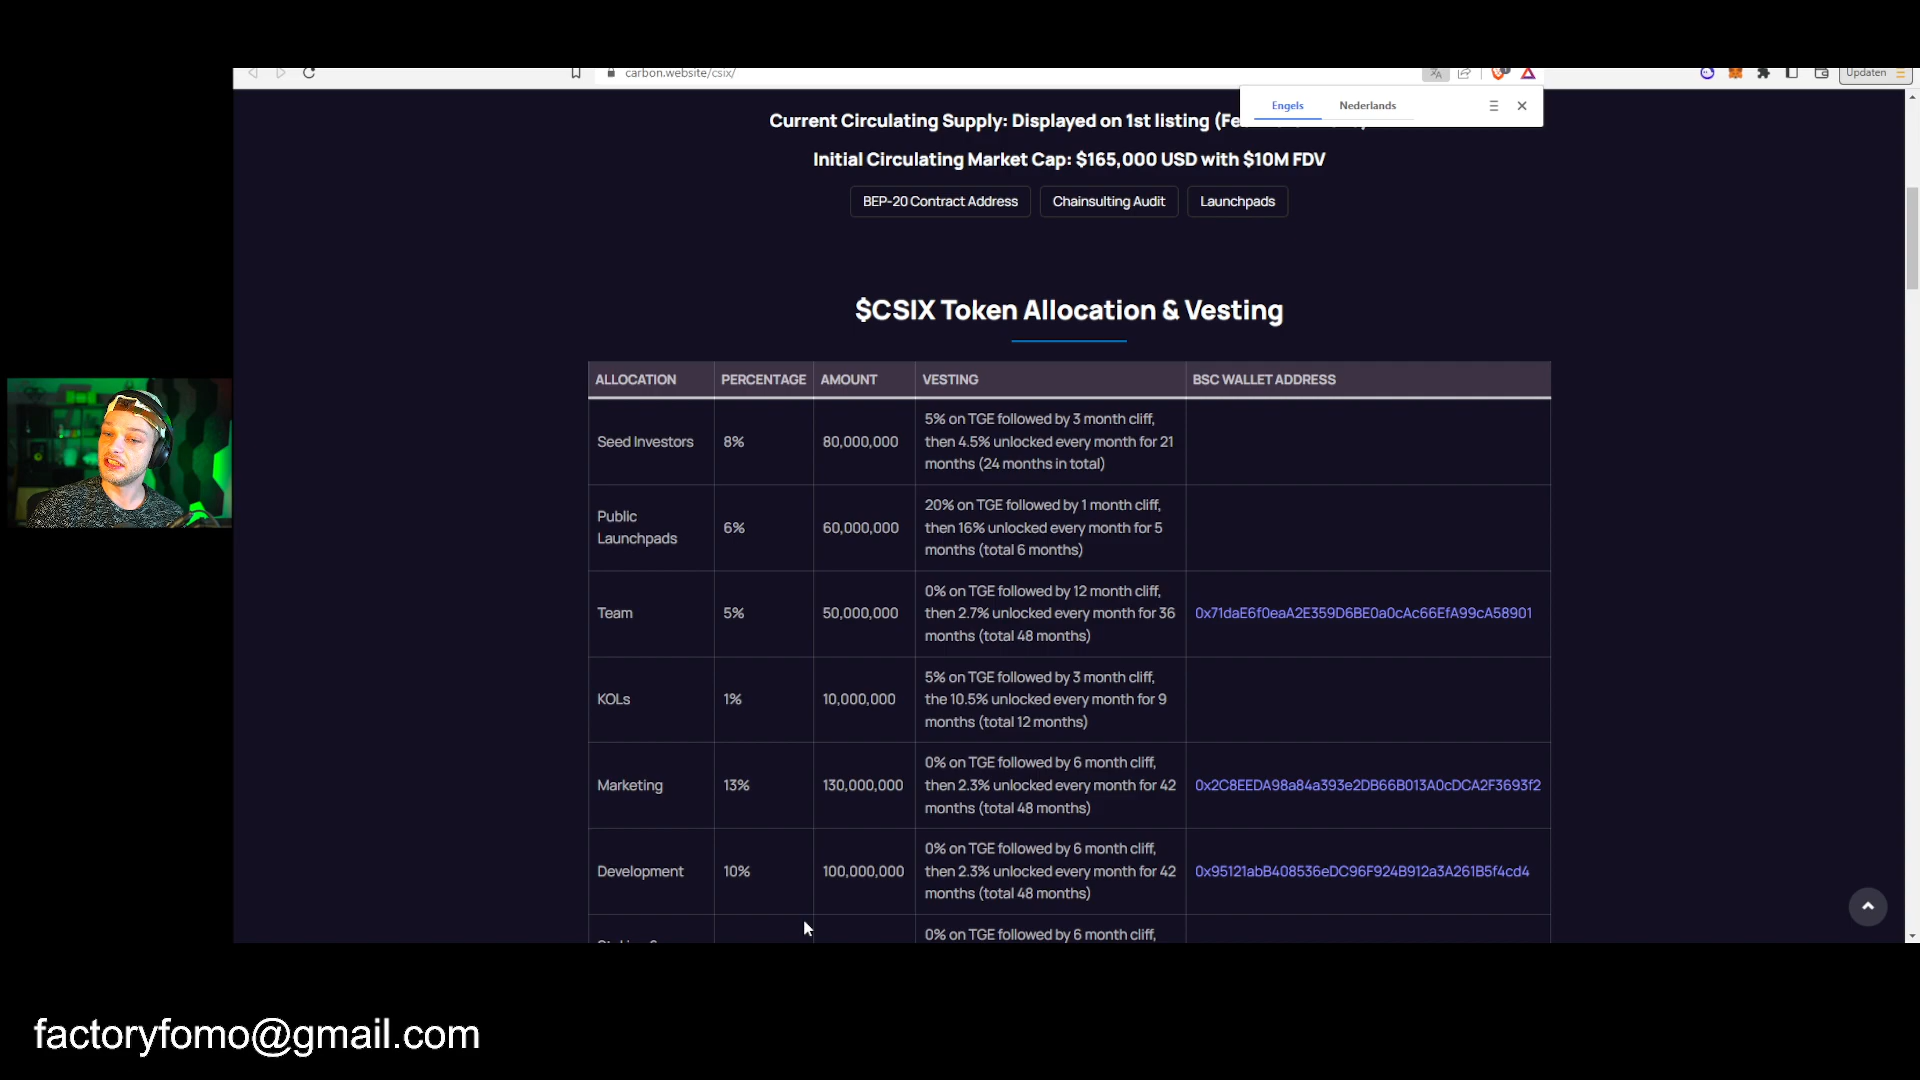 carbon.website/csix/
Updaten
Engels
Nederlands
Current Circulating Supply: Displayed on 1st listing
Initial Circulating Market Cap: $165,000 USD with $10M FDV
BEP-20 Contract Address
Chainsulting Audit
Launchpads
$CSIX Token Allocation & Vesting
ALLOCATION PERCENTAGE AMOUNT VESTING BSC WALLET ADDRESS
Seed Investors 8% 80,000,000 5% on TGE followed by 3 month cliff,
then 4.5% unlocked every month for 21
months (24 months in total)
Public
Launchpads 6% 60,000,000 20% on TGE followed by 1 month cliff,
then 16% unlocked every month for 5
months (total 6 months)
Team 5% 50,000,000 0% on TGE followed by 12 month cliff,
then 2.7% unlocked every month for 36
months (total 48 months)
0x71daE6f0eaA2E359D6BE0a0cAc66EfA99cA58901
KOLs 1% 10,000,000 5% on TGE followed by 3 month cliff,
the 10.5% unlocked every month for 9
months (total 12 months)
Marketing 13% 130,000,000 0% on TGE followed by 6 month cliff,
then 2.3% unlocked every month for 42
months (total 48 months)
0x2C8EEDA98a84a393e2DB66B013A0cDCA2F3693f2
Development 10% 100,000,000 0% on TGE followed by 6 month cliff,
then 2.3% unlocked every month for 42
months (total 48 months)
0x95121abB408536eDC96F924B912a3A261B5f4cd4
0% on TGE followed by 6 month cliff,
factoryfomo@gmail.com